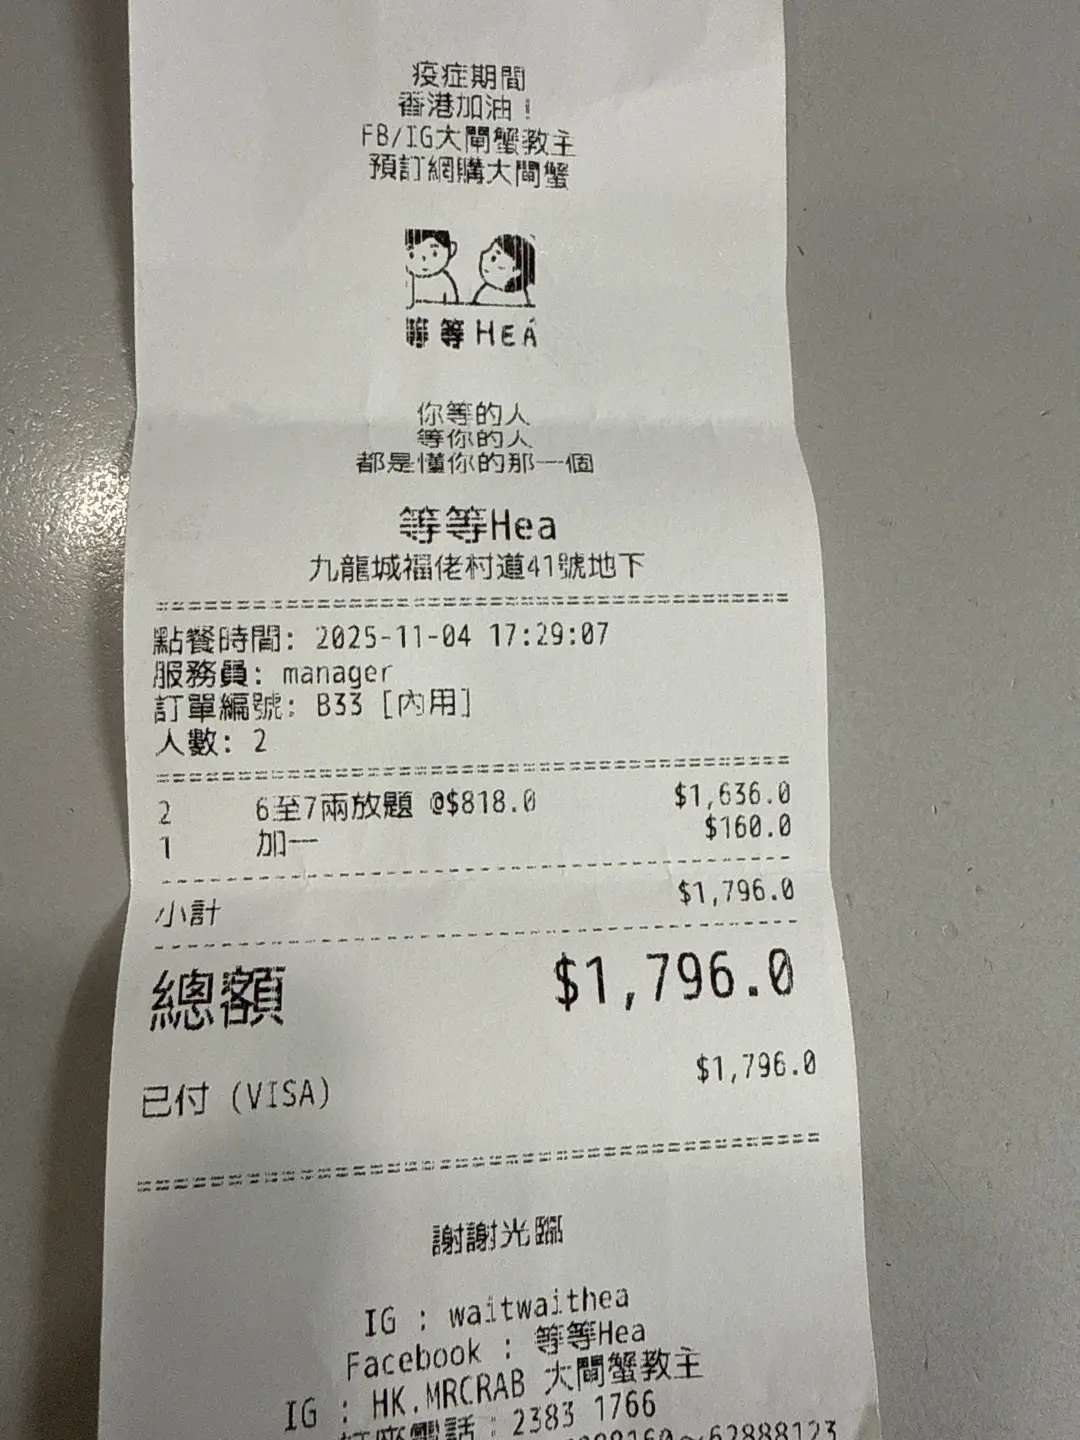 疫症期間
香港加油！
FB/IG大閘蟹教主
預訂網購大閘蟹
等等HEA
你等的人
等你的人
都是懂你的那一個
等等Hea
九龍城福佬村道41號地下
點餐時間: 2025-11-04 17:29:07
服務員: manager
訂單編號: B33 [內用]
人數: 2
2 6至7兩放題 @$818.0 $1,636.0
1 加一 $160.0
小計 $1,796.0
總額 $1,796.0
已付 (VISA) $1,796.0
謝謝光臨
IG : waitwaithea
Facebook : 等等Hea
IG : HK.MRCRAB 大閘蟹教主
訂座電話 : 2383 1766
~62888123